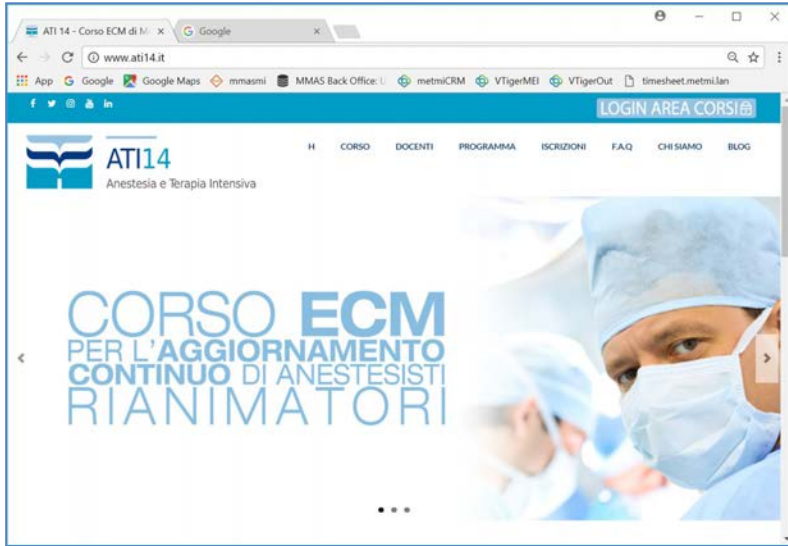 ATI 14 - Corso ECM di M
Google
www.ati14.it
App Google Google Maps mmasmi MMAS Back Office: U metmiCRM VTigerMEI VTigerOut timesheet.metmi.lan
LOGIN AREA CORSI
H CORSO DOCENTI PROGRAMMA ISCRIZIONI F.A.Q CHI SIAMO BLOG
ATI14
Anestesia e Terapia Intensiva
CORSO ECM
PER L'AGGIORNAMENTO
CONTINUO DI ANESTESISTI
RIANIMATORI